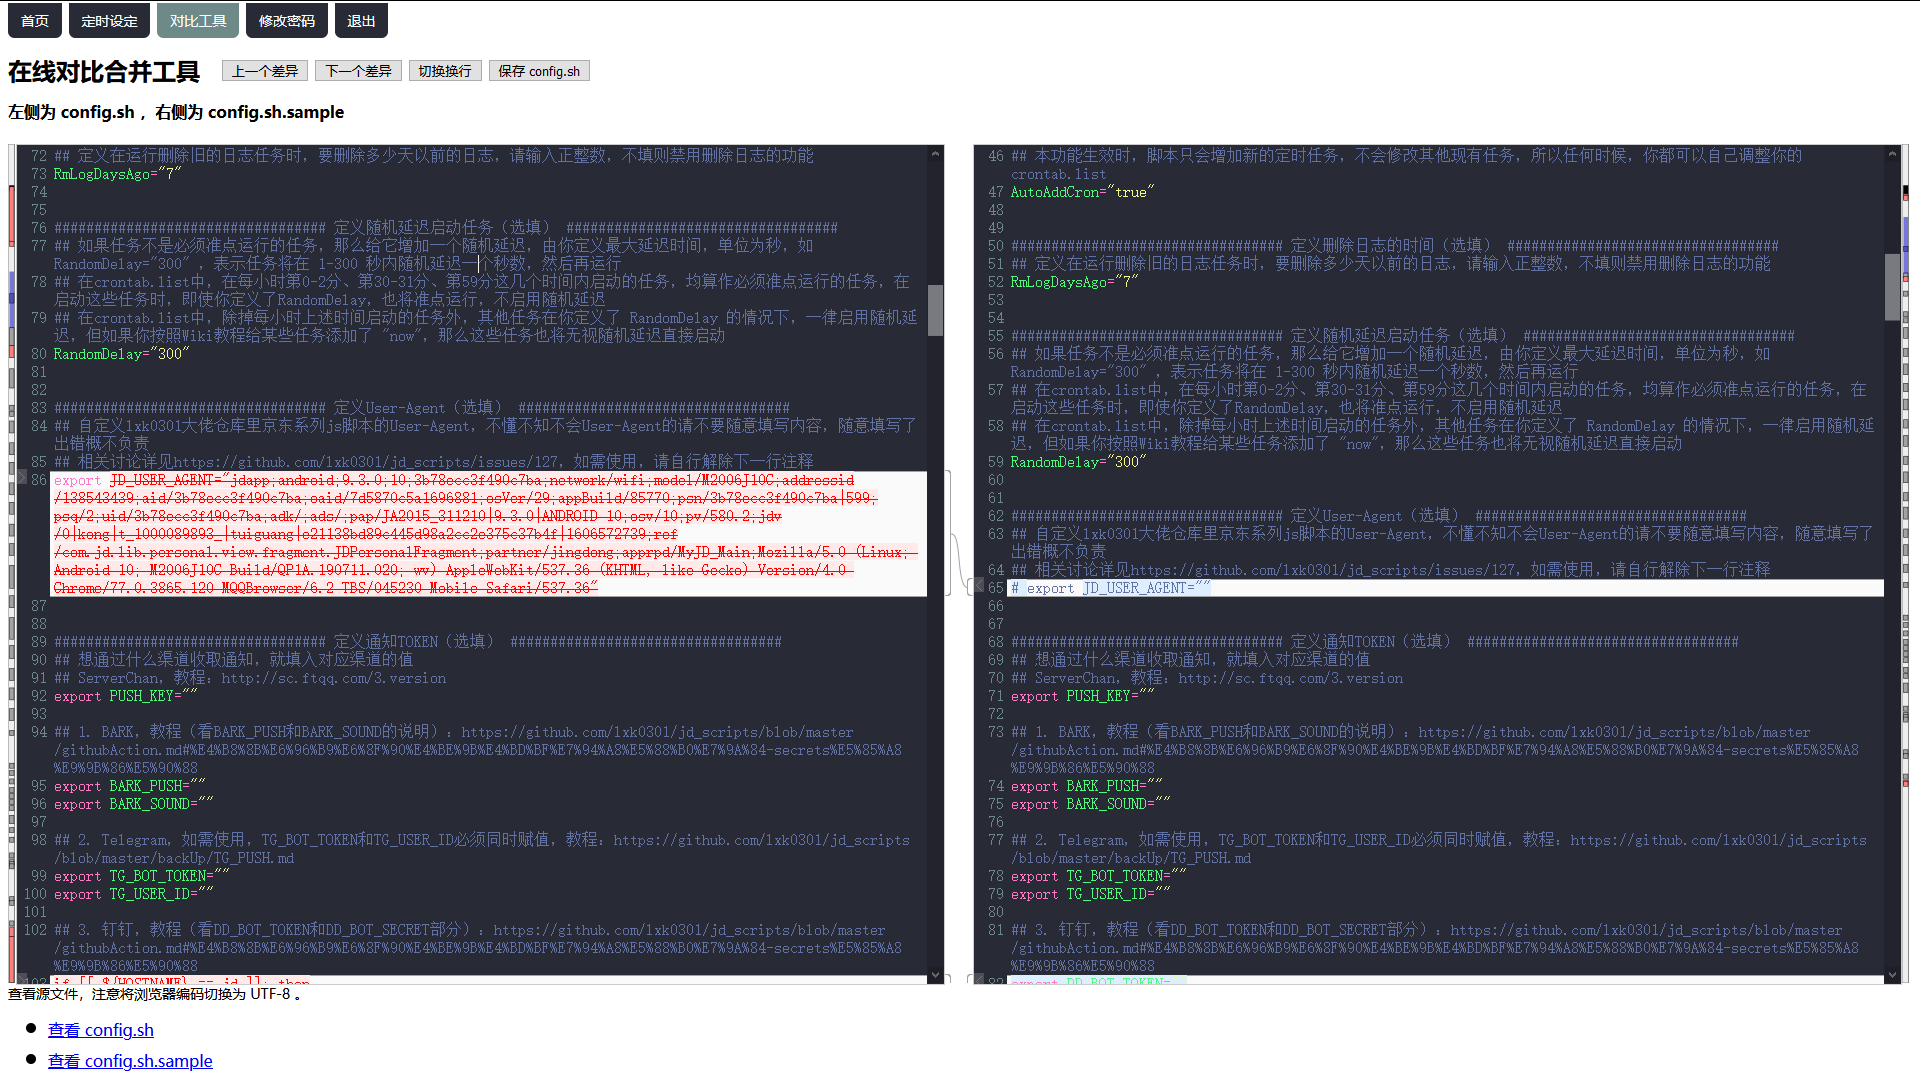 首页 定时设定 对比工具 修改密码 退出
在线对比合并工具 上一个差异 下一个差异 切换换行 保存 config.sh
左侧为 config.sh ，右侧为 config.sh.sample
72 ## 定义在运行删除旧的日志任务时，要删除多少天以前的日志，请输入正整数，不填则禁用删除日志的功能
73 RmLogDaysAgo="7"
74
75
76 ################################## 定义随机延迟启动任务（选填） ##################################
77 ## 如果任务不是必须准点运行的任务，那么给它增加一个随机延迟，由你定义最大延迟时间，单位为秒，如
RandomDelay="300" ，表示任务将在 1-300 秒内随机延迟一个秒数，然后再运行
78 ## 在crontab.list中，在每小时第0-2分、第30-31分、第59分这几个时间内启动的任务，均算作必须准点运行的任务，在
启动这些任务时，即使你定义了RandomDelay，也将准点运行，不启用随机延迟
79 ## 在crontab.list中，除掉每小时上述时间启动的任务外，其他任务在你定义了 RandomDelay 的情况下，一律启用随机延
迟，但如果你按照Wiki教程给某些任务添加了 "now"，那么这些任务也将无视随机延迟直接启动
80 RandomDelay="300"
81
82
83 ################################## 定义User-Agent（选填） ##################################
84 ## 自定义lxk0301大佬仓库里京东系列js脚本的User-Agent，不懂不知不会User-Agent的请不要随意填写内容，随意填写了
出错概不负责
85 ## 相关讨论详见https://github.com/lxk0301/jd_scripts/issues/127，如需使用，请自行解除下一行注释
86 export JD_USER_AGENT="jdapp;android;9.3.0;10;3b78ecc3f490c7ba;network/wifi;model/M2006J10C;addressid
/138543439;aid/3b78ecc3f490c7ba;oaid/7d5870c5a1696881;osVer/29;appBuild/85770;psn/3b78ecc3f490c7ba|599;
psq/2;uid/3b78ecc3f490c7ba;adk/;ads/;pap/JA2015_311210|9.3.0|ANDROID 10;osv/10;pv/580.2;jdv
/0|kong|t_1000089893_|tuiguang|e21138bd89c445d98a2cc2c375c37b4f|1606572739;ref
/com.jd.lib.personal.view.fragment.JDPersonalFragment;partner/jingdong;apprpd/MyJD_Main;Mozilla/5.0 (Linux;
Android 10; M2006J10C Build/QP1A.190711.020; wv) AppleWebKit/537.36 (KHTML, like Gecko) Version/4.0
Chrome/77.0.3865.120 MQQBrowser/6.2 TBS/045230 Mobile Safari/537.36"
87
88
89 ################################## 定义通知TOKEN（选填） ##################################
90 ## 想通过什么渠道收取通知，就填入对应渠道的值
91 ## ServerChan，教程：http://sc.ftqq.com/3.version
92 export PUSH_KEY=""
93
94 ## 1. BARK，教程（看BARK_PUSH和BARK_SOUND的说明）：https://github.com/lxk0301/jd_scripts/blob/master
/githubAction.md#%E4%B8%8B%E6%96%B9%E6%8F%90%E4%BE%9B%E4%BD%BF%E7%94%A8%E5%88%B0%E7%9A%84-secrets%E5%85%A8
%E9%9B%86%E5%90%88
95 export BARK_PUSH=""
96 export BARK_SOUND=""
97
98 ## 2. Telegram，如需使用，TG_BOT_TOKEN和TG_USER_ID必须同时赋值，教程：https://github.com/lxk0301/jd_scripts
/blob/master/backUp/TG_PUSH.md
99 export TG_BOT_TOKEN=""
100 export TG_USER_ID=""
101
102 ## 3. 钉钉，教程（看DD_BOT_TOKEN和DD_BOT_SECRET部分）：https://github.com/lxk0301/jd_scripts/blob/master
/githubAction.md#%E4%B8%8B%E6%96%B9%E6%8F%90%E4%BE%9B%E4%BD%BF%E7%94%A8%E5%88%B0%E7%9A%84-secrets%E5%85%A8
%E9%9B%86%E5%90%88
103 if [[ ${HOSTNAME} == jd ]]; then
46 ## 本功能生效时，脚本只会增加新的定时任务，不会修改其他现有任务，所以任何时候，你都可以自己调整你的
crontab.list
47 AutoAddCron="true"
48
49
50 ################################## 定义删除日志的时间（选填） ##################################
51 ## 定义在运行删除旧的日志任务时，要删除多少天以前的日志，请输入正整数，不填则禁用删除日志的功能
52 RmLogDaysAgo="7"
53
54
55 ################################## 定义随机延迟启动任务（选填） ##################################
56 ## 如果任务不是必须准点运行的任务，那么给它增加一个随机延迟，由你定义最大延迟时间，单位为秒，如
RandomDelay="300" ，表示任务将在 1-300 秒内随机延迟一个秒数，然后再运行
57 ## 在crontab.list中，在每小时第0-2分、第30-31分、第59分这几个时间内启动的任务，均算作必须准点运行的任务，在
启动这些任务时，即使你定义了RandomDelay，也将准点运行，不启用随机延迟
58 ## 在crontab.list中，除掉每小时上述时间启动的任务外，其他任务在你定义了 RandomDelay 的情况下，一律启用随机延
迟，但如果你按照Wiki教程给某些任务添加了 "now"，那么这些任务也将无视随机延迟直接启动
59 RandomDelay="300"
60
61
62 ################################## 定义User-Agent（选填） ##################################
63 ## 自定义lxk0301大佬仓库里京东系列js脚本的User-Agent，不懂不知不会User-Agent的请不要随意填写内容，随意填写了
出错概不负责
64 ## 相关讨论详见https://github.com/lxk0301/jd_scripts/issues/127，如需使用，请自行解除下一行注释
65 # export JD_USER_AGENT=""
66
67
68 ################################## 定义通知TOKEN（选填） ##################################
69 ## 想通过什么渠道收取通知，就填入对应渠道的值
70 ## ServerChan，教程：http://sc.ftqq.com/3.version
71 export PUSH_KEY=""
72
73 ## 1. BARK，教程（看BARK_PUSH和BARK_SOUND的说明）：https://github.com/lxk0301/jd_scripts/blob/master
/githubAction.md#%E4%B8%8B%E6%96%B9%E6%8F%90%E4%BE%9B%E4%BD%BF%E7%94%A8%E5%88%B0%E7%9A%84-secrets%E5%85%A8
%E9%9B%86%E5%90%88
74 export BARK_PUSH=""
75 export BARK_SOUND=""
76
77 ## 2. Telegram，如需使用，TG_BOT_TOKEN和TG_USER_ID必须同时赋值，教程：https://github.com/lxk0301/jd_scripts
/blob/master/backUp/TG_PUSH.md
78 export TG_BOT_TOKEN=""
79 export TG_USER_ID=""
80
81 ## 3. 钉钉，教程（看DD_BOT_TOKEN和DD_BOT_SECRET部分）：https://github.com/lxk0301/jd_scripts/blob/master
/githubAction.md#%E4%B8%8B%E6%96%B9%E6%8F%90%E4%BE%9B%E4%BD%BF%E7%94%A8%E5%88%B0%E7%9A%84-secrets%E5%85%A8
%E9%9B%86%E5%90%88
82 export DD_BOT_TOKEN=
查看源文件，注意将浏览器编码切换为 UTF-8 。
查看 config.sh
查看 config.sh.sample